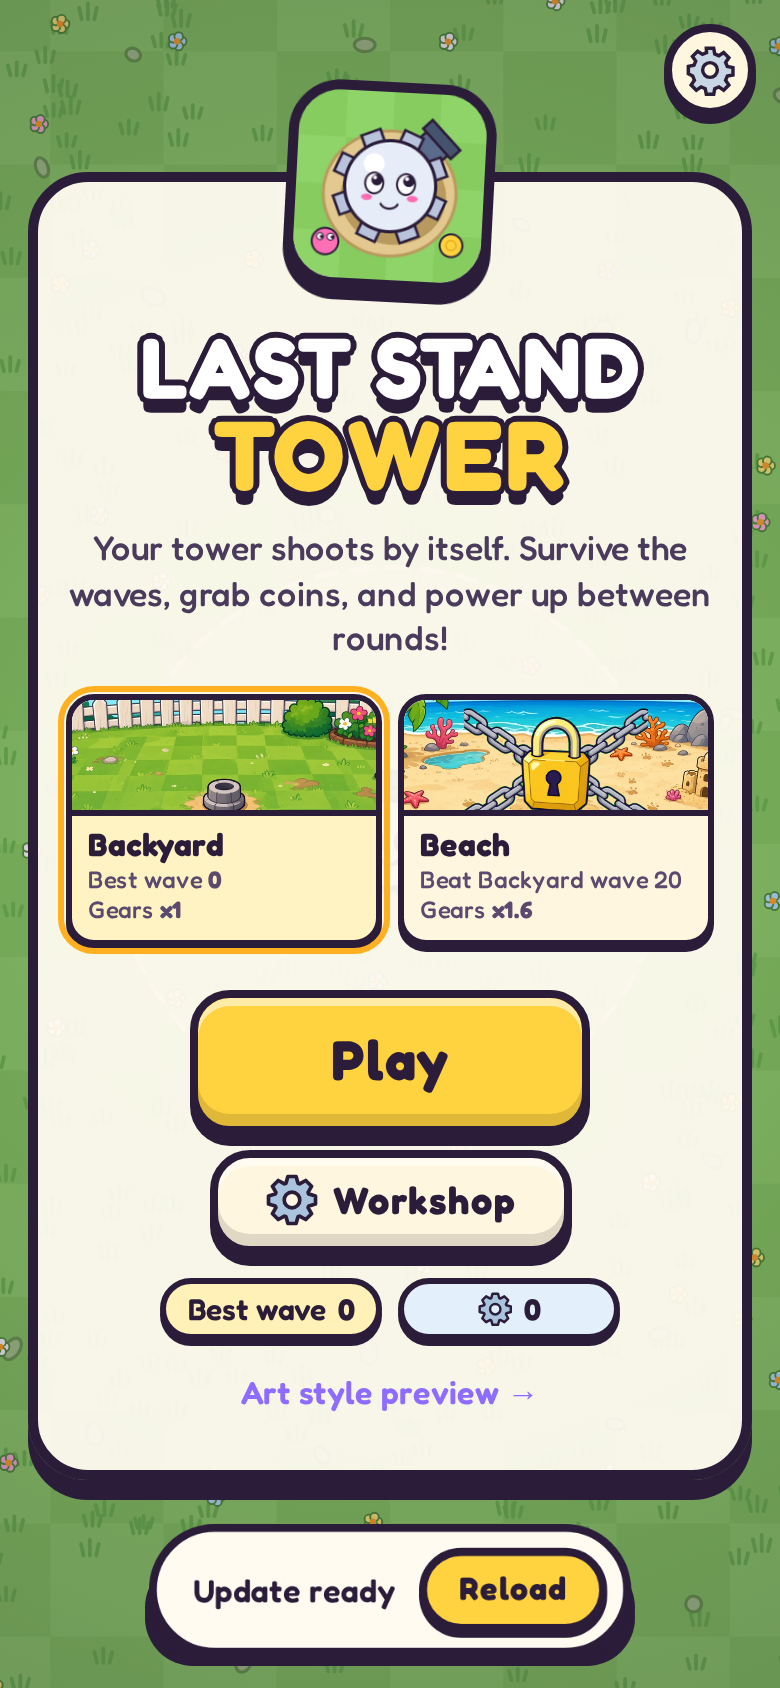 LAST STAND
TOWER
Your tower shoots by itself. Survive the
waves, grab coins, and power up between
rounds!
Backyard
Best wave 0
Gears x1
Beach
Beat Backyard wave 20
Gears x1.6
Play
Workshop
Best wave 0
0
Art style preview →
Update ready
Reload